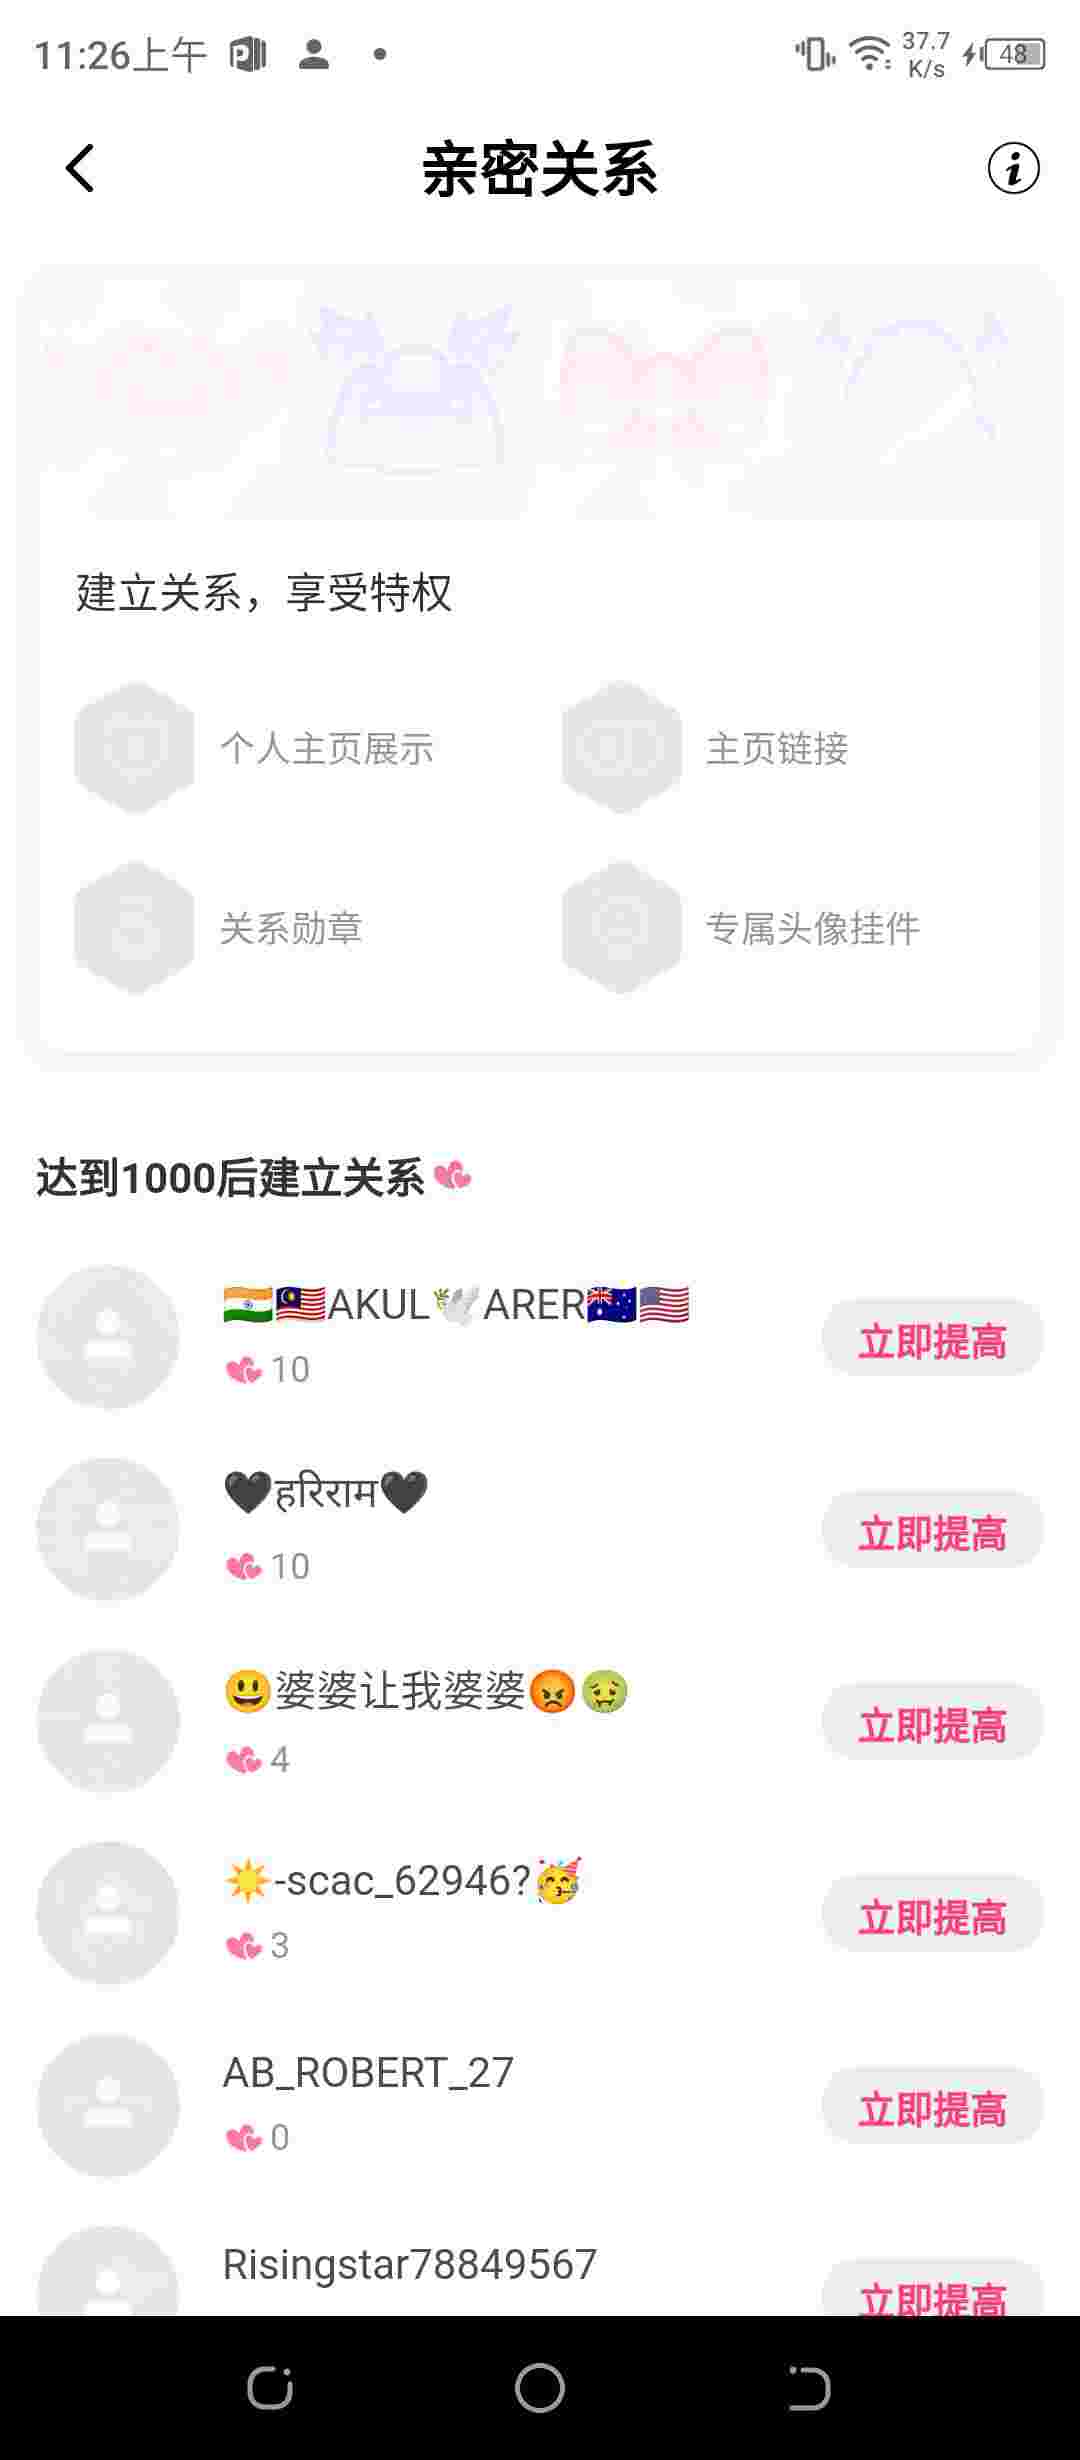 11:26上午
37.7
K/s
48
亲密关系
建立关系，享受特权
个人主页展示
主页链接
关系勋章
专属头像挂件
达到1000后建立关系💕
🇮🇳🇲🇾AKUL🕊️ARER🇦🇺🇺🇸
10
立即提高
🖤हरिराम🖤
10
立即提高
😃婆婆让我婆婆😡🤢
4
立即提高
☀️-scac_62946?🥳
3
立即提高
AB_ROBERT_27
0
立即提高
Risingstar78849567
立即提高